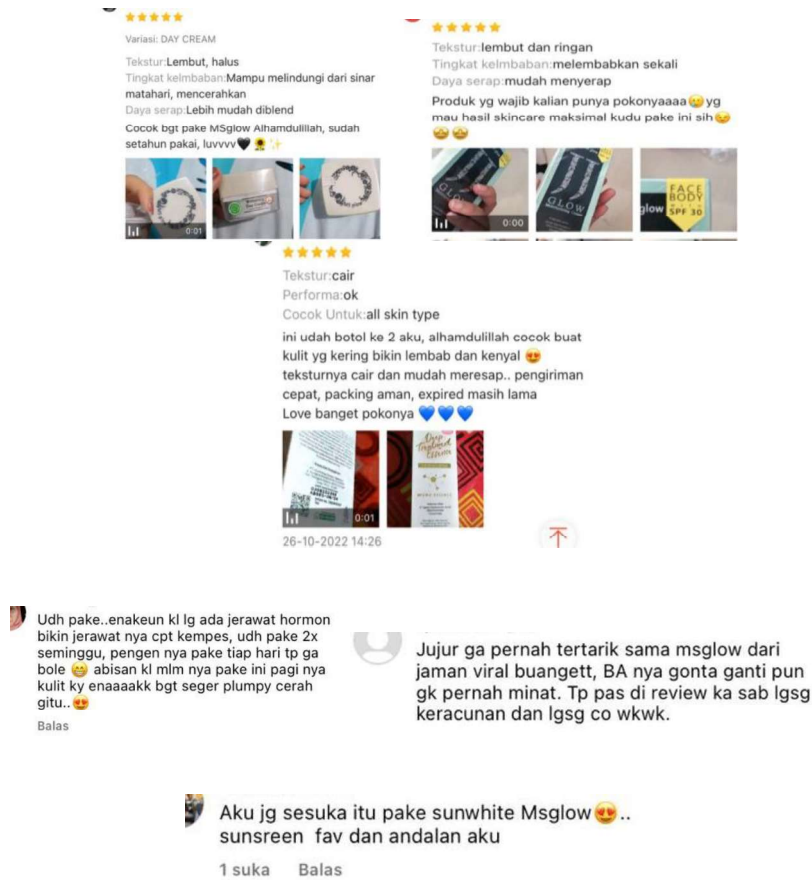 Variasi: DAY CREAM
Tekstur:Lembut, halus
Tingkat kelmbaban:Mampu melindungi dari sinar
matahari, mencerahkan
Daya serap:Lebih mudah diblend
Cocok bgt pake MSglow Alhamdulillah, sudah
setahun pakai, luvvvv🖤 🌻 ✨
0:01
Tekstur:lembut dan ringan
Tingkat kelmbaban:melembabkan sekali
Daya serap:mudah menyerap
Produk yg wajib kalian punya pokonyaaaa🥲 yg
mau hasil skincare maksimal kudu pake ini sih😉
🤩 🤩
GLOW
0:00
GLOW
glow
FACE
BODY
SPF 30
Tekstur:cair
Performa:ok
Cocok Untuk:all skin type
ini udah botol ke 2 aku, alhamdulillah cocok buat
kulit yg kering bikin lembab dan kenyal 😍
teksturnya cair dan mudah meresap.. pengiriman
cepat, packing aman, expired masih lama
Love banget pokonya 💙 💙 💙
0:01
Deep
Treatment
Essence
26-10-2022 14:26
Udh pake..enakeun kl lg ada jerawat hormon
bikin jerawat nya cpt kempes, udh pake 2x
seminggu, pengen nya pake tiap hari tp ga
bole 😁 abisan kl mlm nya pake ini pagi nya
kulit ky enaaaakk bgt seger plumpy cerah
gitu..😍
Balas
Jujur ga pernah tertarik sama msglow dari
jaman viral buangett, BA nya gonta ganti pun
gk pernah minat. Tp pas di review ka sab lgsg
keracunan dan lgsg co wkwk.
Aku jg sesuka itu pake sunwhite Msglow😍..
sunsreen fav dan andalan aku
1 suka Balas